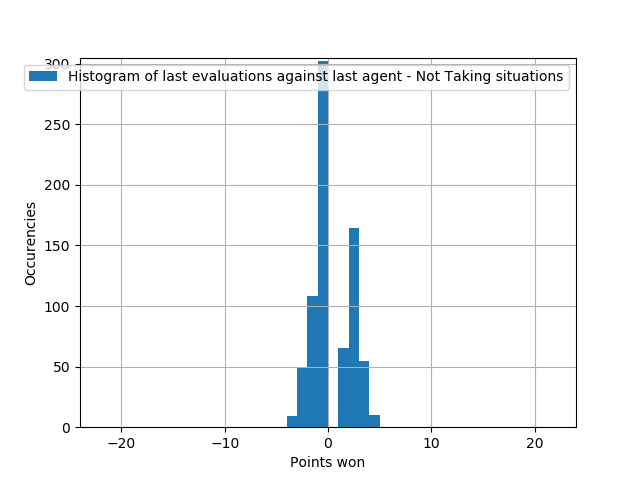 300
Histogram of last evaluations against last agent - Not Taking situations
250
200
150
100
50
0
Occurencies
−20 −10 0 10 20
Points won